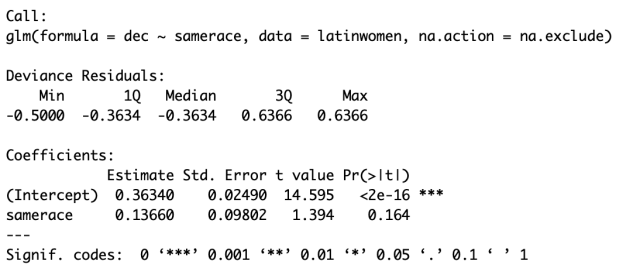 Call:
glm(formula = dec ~ samerace, data = latinwomen, na.action = na.exclude)
Deviance Residuals:
Min 1Q Median 3Q Max
-0.5000 -0.3634 -0.3634 0.6366 0.6366
Coefficients:
Estimate Std. Error t value Pr(>|t|)
(Intercept) 0.36340 0.02490 14.595 <2e-16 ***
samerace 0.13660 0.09802 1.394 0.164
---
Signif. codes: 0 ‘***’ 0.001 ‘**’ 0.01 ‘*’ 0.05 ‘.’ 0.1 ‘ ’ 1